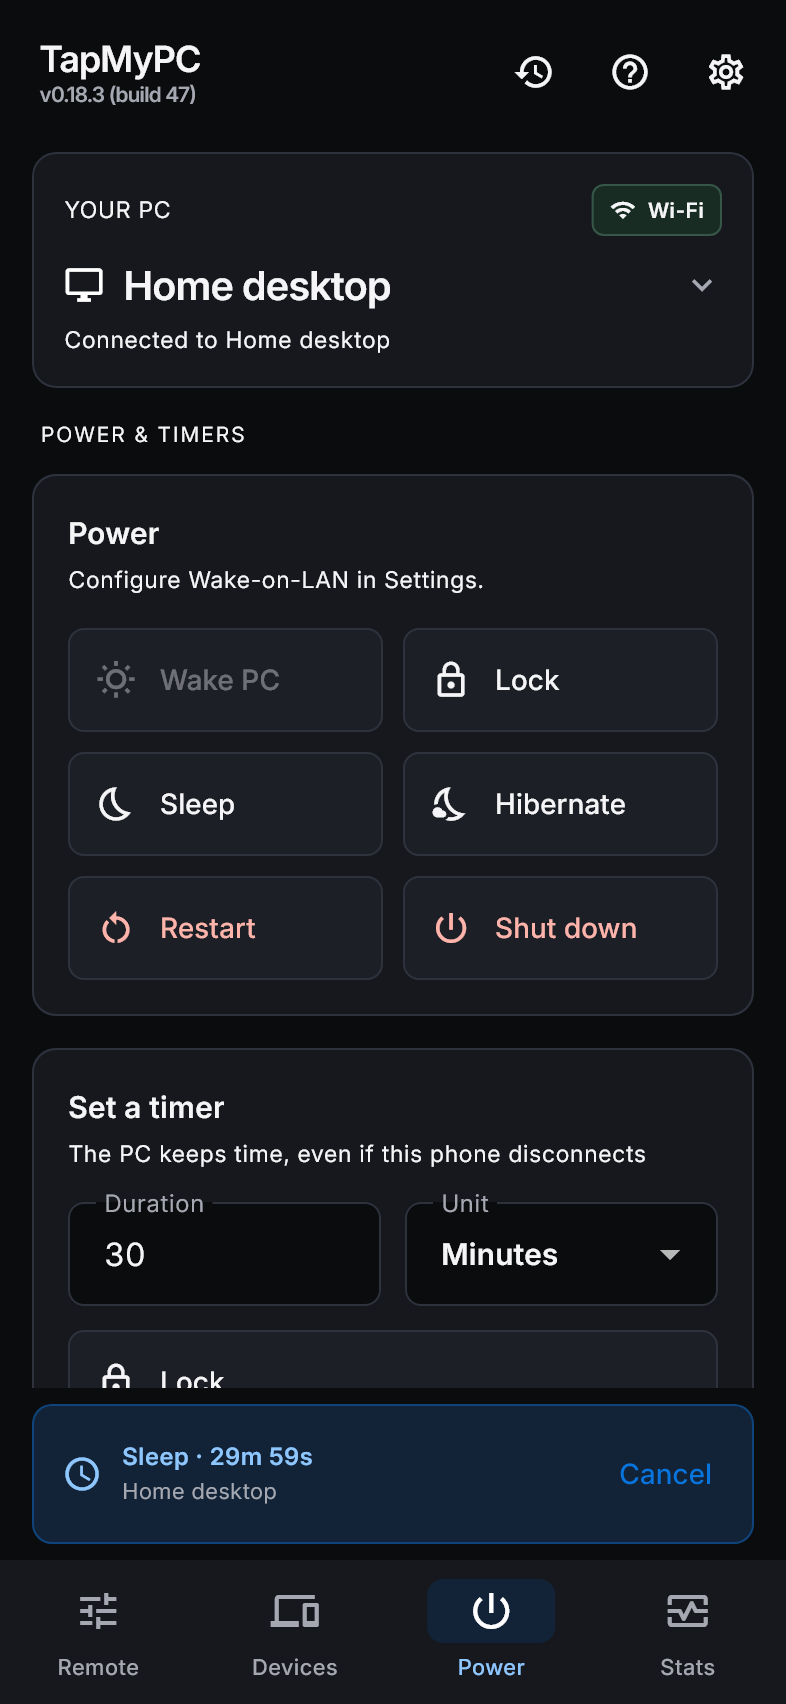 TapMyPC
v0.18.3 (build 47)
YOUR PC
Wi-Fi
Home desktop
Connected to Home desktop
POWER & TIMERS
Power
Configure Wake-on-LAN in Settings.
Wake PC
Lock
Sleep
Hibernate
Restart
Shut down
Set a timer
The PC keeps time, even if this phone disconnects
Duration
Unit
30
Minutes
Lock
Sleep · 29m 59s
Home desktop
Cancel
Remote
Devices
Power
Stats